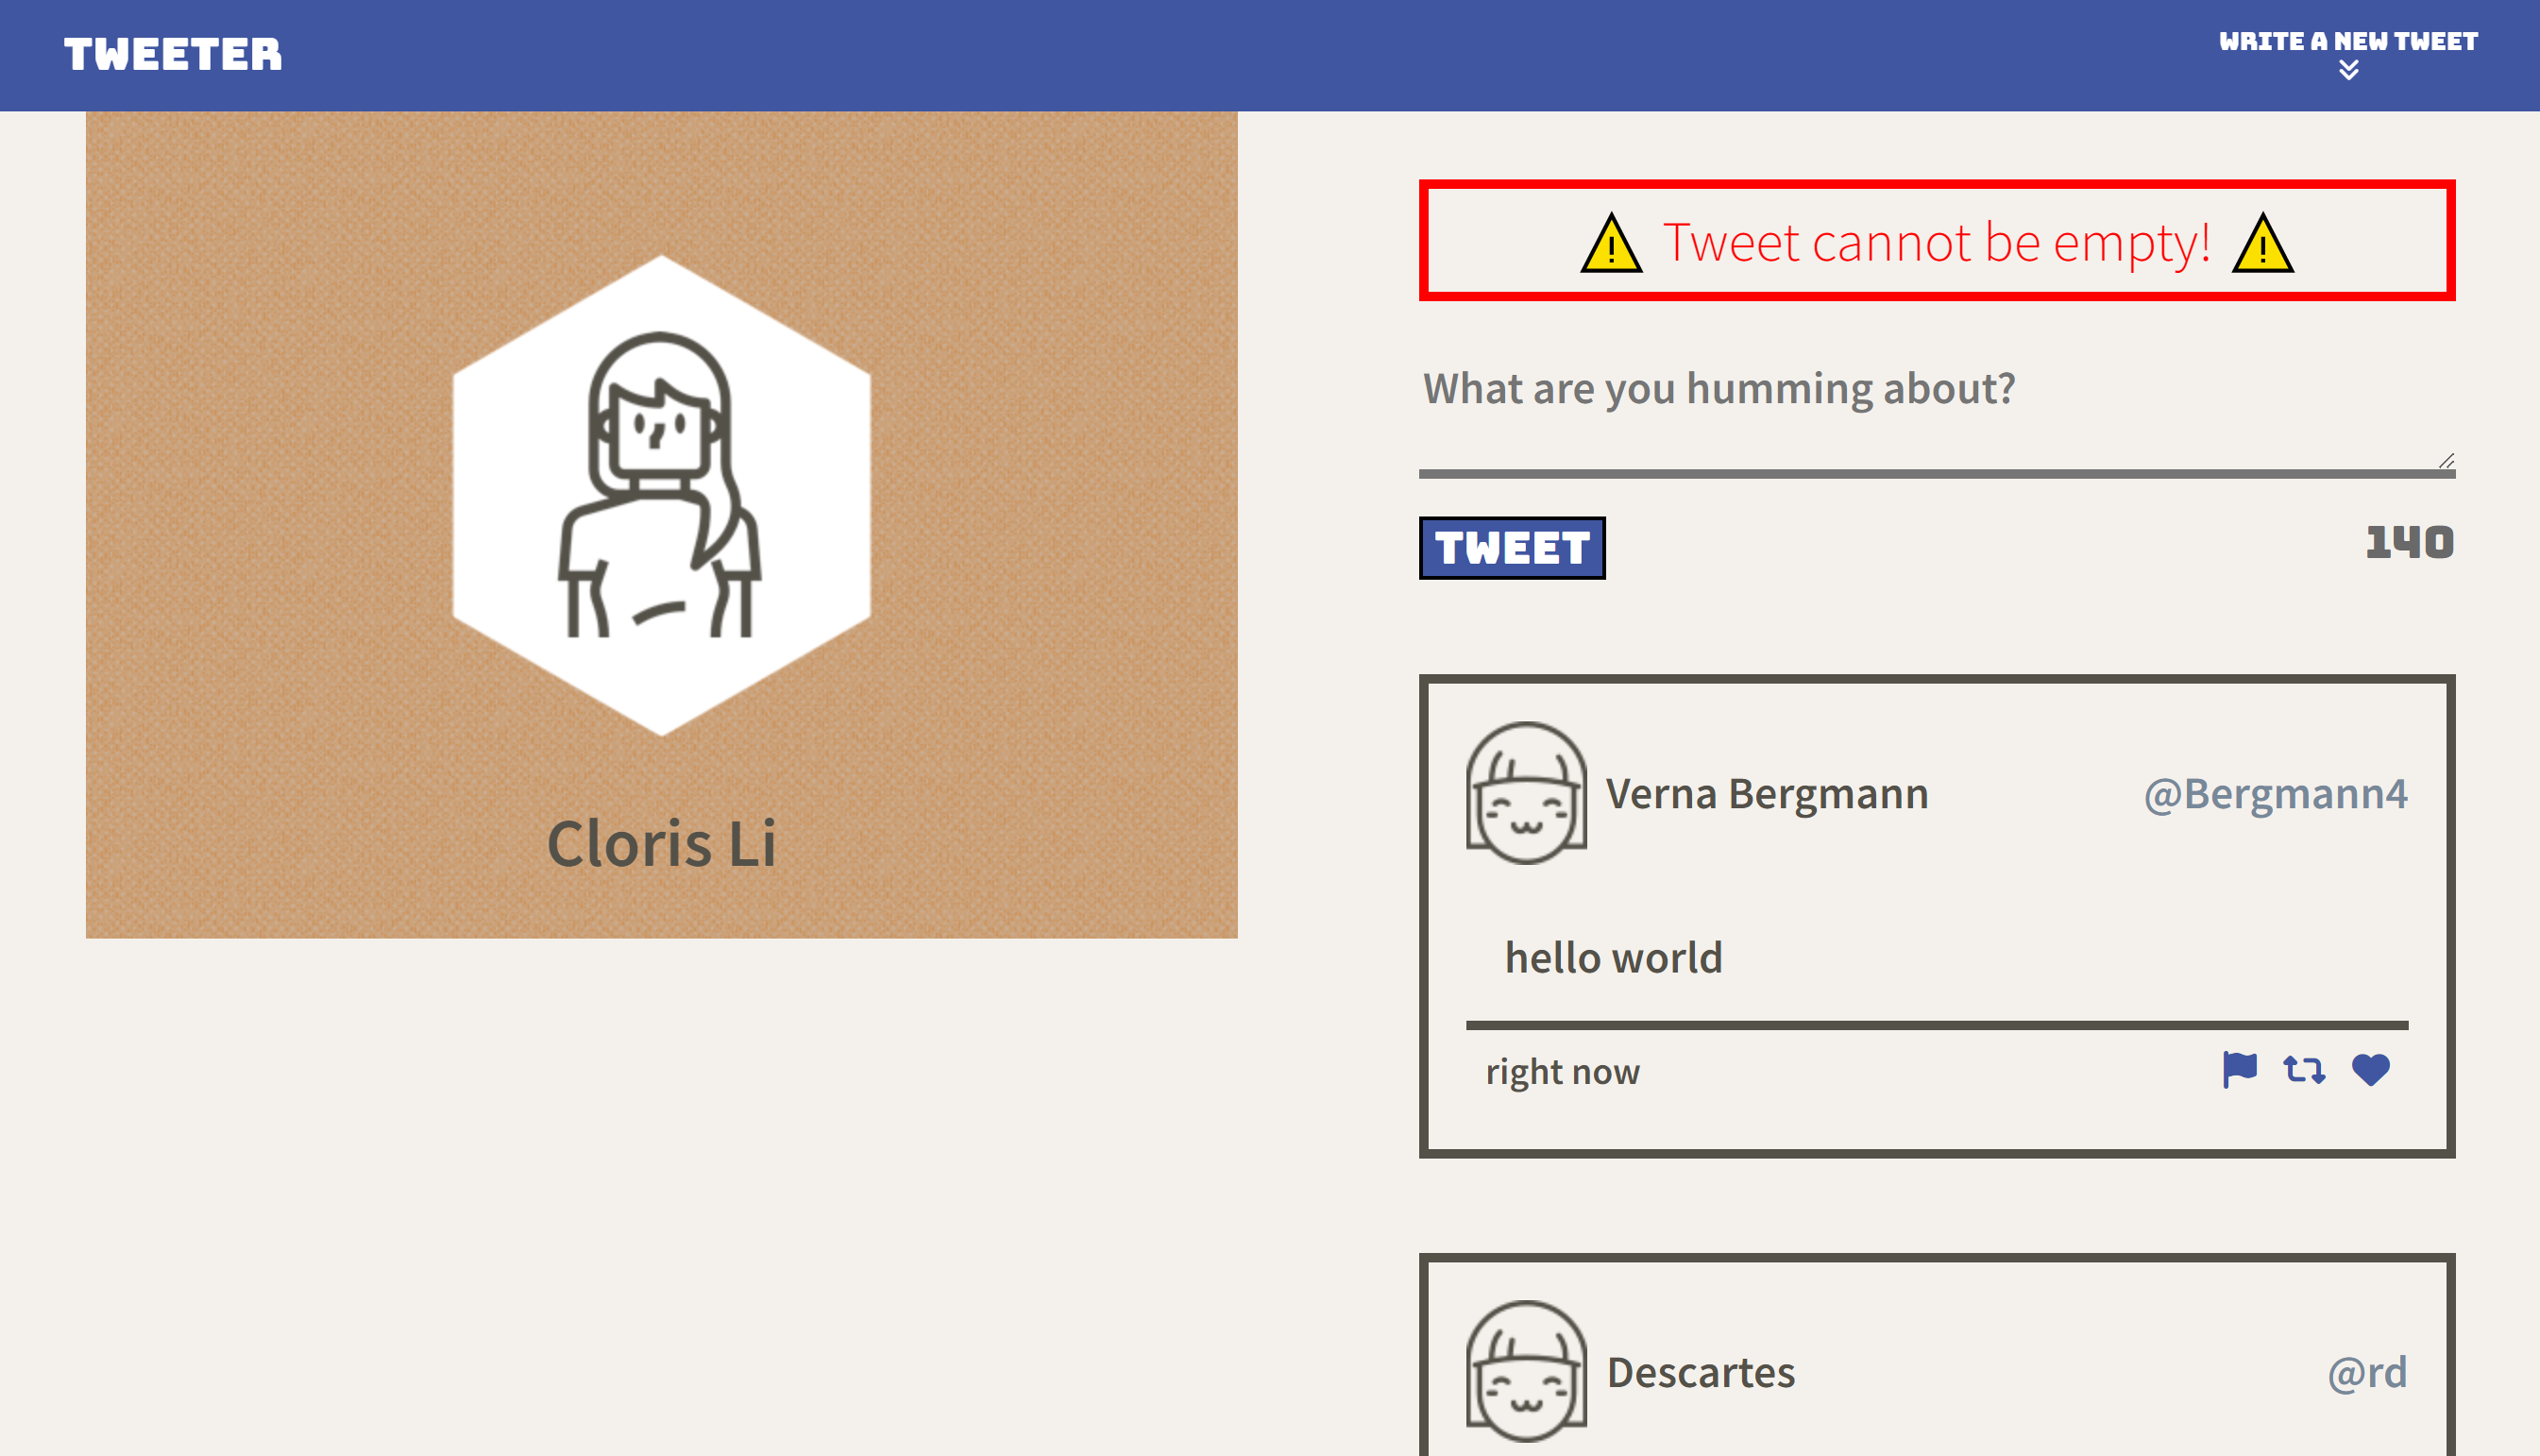 TWEETER
WRITE A NEW TWEET
Cloris Li
Tweet cannot be empty!
What are you humming about?
TWEET
140
Verna Bergmann
@Bergmann4
hello world
right now
Descartes
@rd